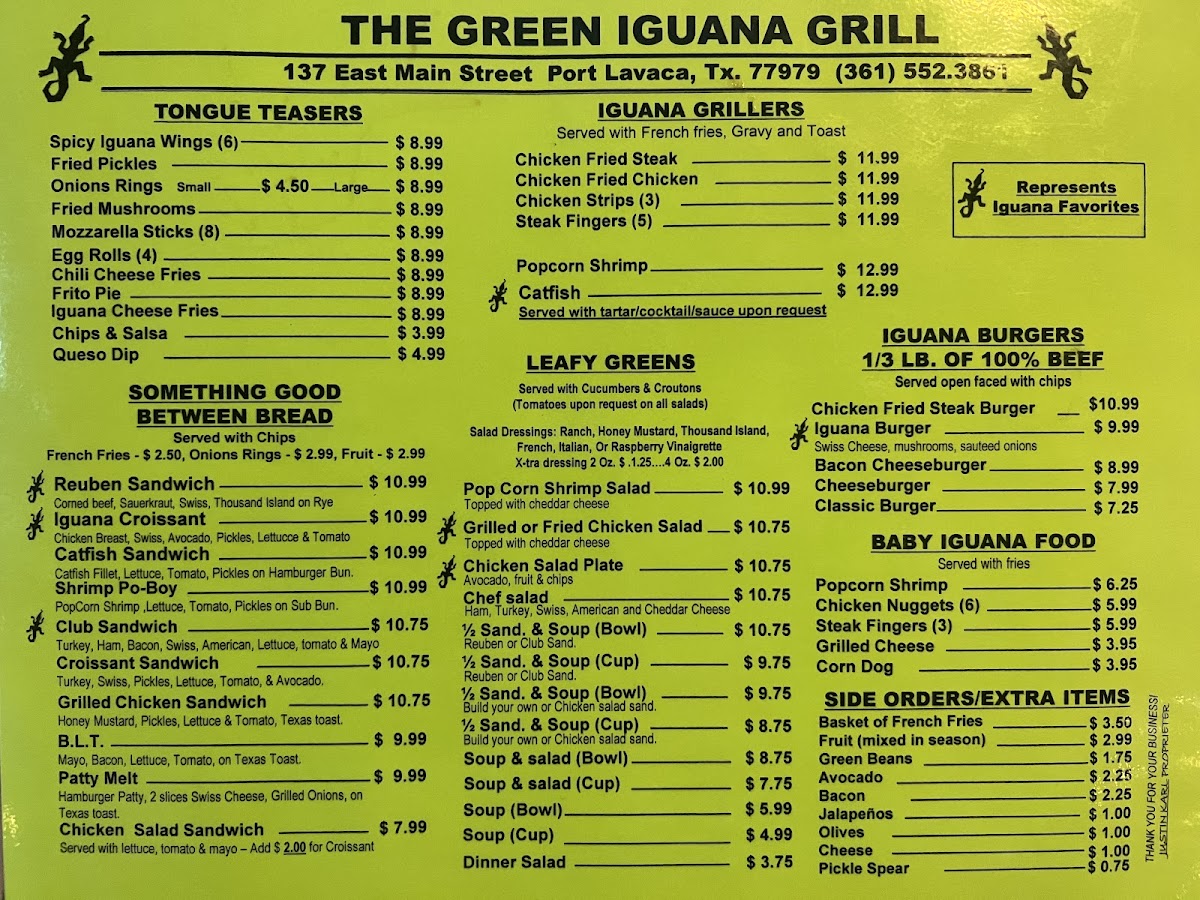 THE GREEN IGUANA GRILL
137 East Main Street Port Lavaca, Tx. 77979 (361) 552.3861
TONGUE TEASERS
Spicy Iguana Wings (6) $ 8.99
Fried Pickles $ 8.99
Onions Rings Small $ 4.50 Large $ 8.99
Fried Mushrooms $ 8.99
Mozzarella Sticks (8) $ 8.99
Egg Rolls (4) $ 8.99
Chili Cheese Fries $ 8.99
Frito Pie $ 8.99
Iguana Cheese Fries $ 8.99
Chips & Salsa $ 3.99
Queso Dip $ 4.99
SOMETHING GOOD
BETWEEN BREAD
Served with Chips
French Fries - $ 2.50, Onions Rings - $ 2.99, Fruit - $ 2.99
Reuben Sandwich $ 10.99
Corned beef, Sauerkraut, Swiss, Thousand Island on Rye
Iguana Croissant $ 10.99
Chicken Breast, Swiss, Avocado, Pickles, Lettucce & Tomato
Catfish Sandwich $ 10.99
Catfish Fillet, Lettuce, Tomato, Pickles on Hamburger Bun.
Shrimp Po-Boy $ 10.99
PopCorn Shrimp ,Lettuce, Tomato, Pickles on Sub Bun.
Club Sandwich $ 10.75
Turkey, Ham, Bacon, Swiss, American, Lettuce, tomato & Mayo
Croissant Sandwich $ 10.75
Turkey, Swiss, Pickles, Lettuce, Tomato, & Avocado.
Grilled Chicken Sandwich $ 10.75
Honey Mustard, Pickles, Lettuce & Tomato, Texas toast.
B.L.T. $ 9.99
Mayo, Bacon, Lettuce, Tomato, on Texas Toast.
Patty Melt $ 9.99
Hamburger Patty, 2 slices Swiss Cheese, Grilled Onions, on
Texas toast.
Chicken Salad Sandwich $ 7.99
Served with lettuce, tomato & mayo – Add $ 2.00 for Croissant
IGUANA GRILLERS
Served with French fries, Gravy and Toast
Chicken Fried Steak $ 11.99
Chicken Fried Chicken $ 11.99
Chicken Strips (3) $ 11.99
Steak Fingers (5) $ 11.99
Popcorn Shrimp $ 12.99
Catfish $ 12.99
Served with tartar/cocktail/sauce upon request
LEAFY GREENS
Served with Cucumbers & Croutons
(Tomatoes upon request on all salads)
Salad Dressings: Ranch, Honey Mustard, Thousand Island,
French, Italian, Or Raspberry Vinaigrette
X-tra dressing 2 Oz. $ .1.25....4 Oz. $ 2.00
Pop Corn Shrimp Salad $ 10.99
Topped with cheddar cheese
Grilled or Fried Chicken Salad $ 10.75
Topped with cheddar cheese
Chicken Salad Plate $ 10.75
Avocado, fruit & chips
Chef salad $ 10.75
Ham, Turkey, Swiss, American and Cheddar Cheese
½ Sand. & Soup (Bowl) $ 10.75
Reuben or Club Sand.
½ Sand. & Soup (Cup) $ 9.75
Reuben or Club Sand.
½ Sand. & Soup (Bowl) $ 9.75
Build your own or Chicken salad sand.
½ Sand. & Soup (Cup) $ 8.75
Build your own or Chicken salad sand.
Soup & salad (Bowl) $ 8.75
Soup & salad (Cup) $ 7.75
Soup (Bowl) $ 5.99
Soup (Cup) $ 4.99
Dinner Salad $ 3.75
Represents
Iguana Favorites
IGUANA BURGERS
1/3 LB. OF 100% BEEF
Served open faced with chips
Chicken Fried Steak Burger $10.99
Iguana Burger $ 9.99
Swiss Cheese, mushrooms, sauteed onions
Bacon Cheeseburger $ 8.99
Cheeseburger $ 7.99
Classic Burger $ 7.25
BABY IGUANA FOOD
Served with fries
Popcorn Shrimp $ 6.25
Chicken Nuggets (6) $ 5.99
Steak Fingers (3) $ 5.99
Grilled Cheese $ 3.95
Corn Dog $ 3.95
SIDE ORDERS/EXTRA ITEMS
Basket of French Fries $ 3.50
Fruit (mixed in season) $ 2.99
Green Beans $ 1.75
Avocado $ 2.25
Bacon $ 2.25
Jalapeños $ 1.00
Olives $ 1.00
Cheese $ 1.00
Pickle Spear $ 0.75
THANK YOU FOR YOUR BUSINESS!
JUSTIN KARL PROPRIETER